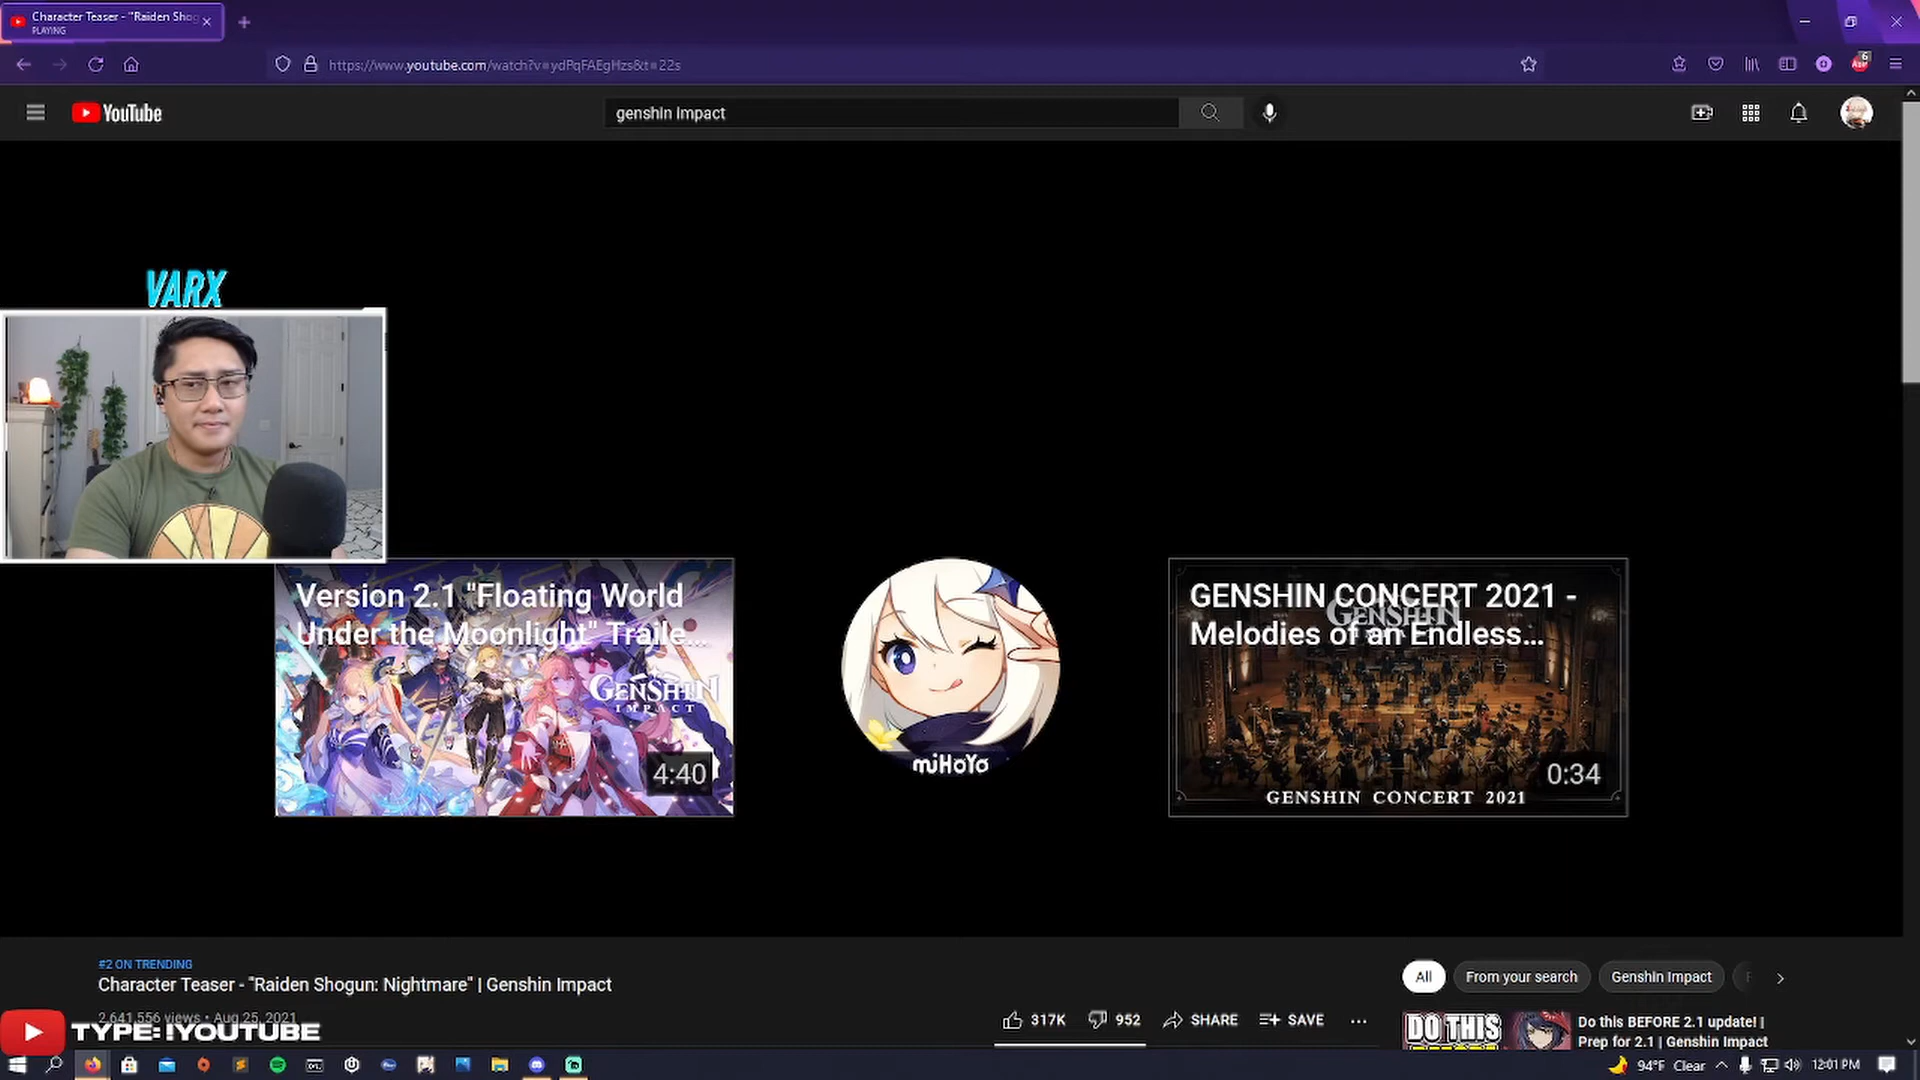 Character Teaser - "Raiden Shog
PLAYING
https://www.youtube.com/watch?v=ydPqFAEgHzs&t=22s
6
YouTube
genshin impact
VARX
Version 2.1 "Floating World
Under the Moonlight" Traile...
GENSHIN
IMPACT
4:40
miHoYo
GENSHIN CONCERT 2021 -
Melodies of an Endless...
GENSHIN
0:34
GENSHIN CONCERT 2021
#2 ON TRENDING
Character Teaser - "Raiden Shogun: Nightmare" | Genshin Impact
2,641,556 views • Aug 25, 2021
317K
952
SHARE
SAVE
All
From your search
Genshin Impact
TYPE: !YOUTUBE
DO THIS
Do this BEFORE 2.1 update! |
Prep for 2.1 | Genshin Impact
94°F Clear
12:01 PM